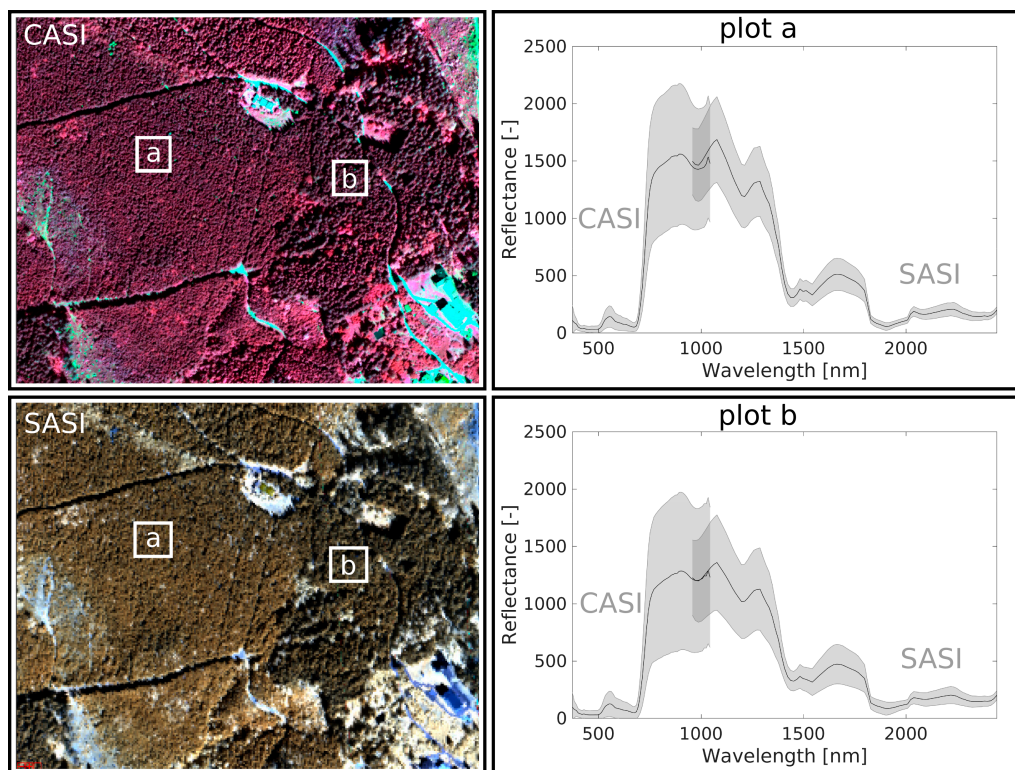 CASI
a
b
plot a
2500
2000
1500
1000
500
0
Reflectance [-]
CASI
SASI
500 1000 1500 2000
Wavelength [nm]
SASI
a
b
plot b
2500
2000
1500
1000
500
0
Reflectance [-]
CASI
SASI
500 1000 1500 2000
Wavelength [nm]